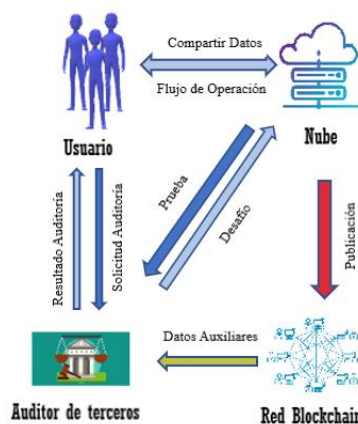 Compartir Datos
Flujo de Operación
Usuario
Nube
Prueba
Desafío
Resultado Auditoría
Solicitud Auditoría
Publicación
Datos Auxiliares
Auditor de terceros
Red Blockchain